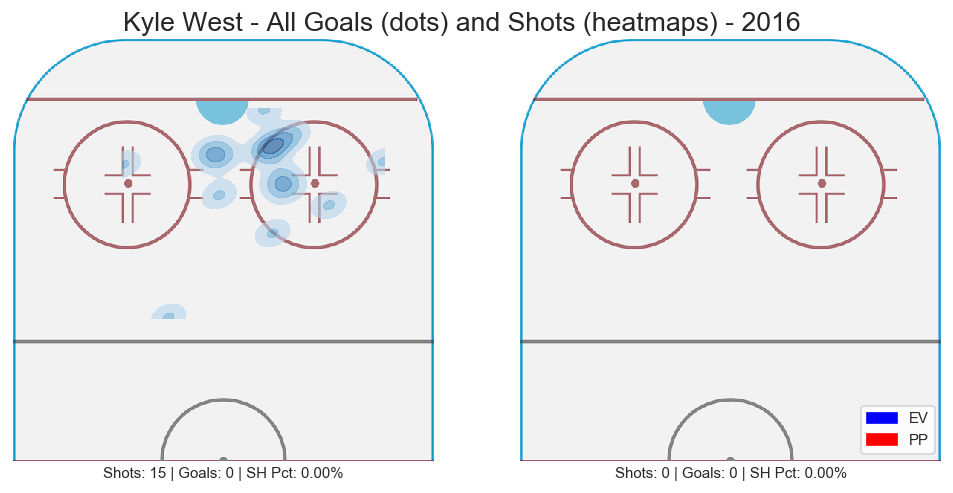 Kyle West - All Goals (dots) and Shots (heatmaps) - 2016
EV
PP
Shots: 15 | Goals: 0 | SH Pct: 0.00%
Shots: 0 | Goals: 0 | SH Pct: 0.00%